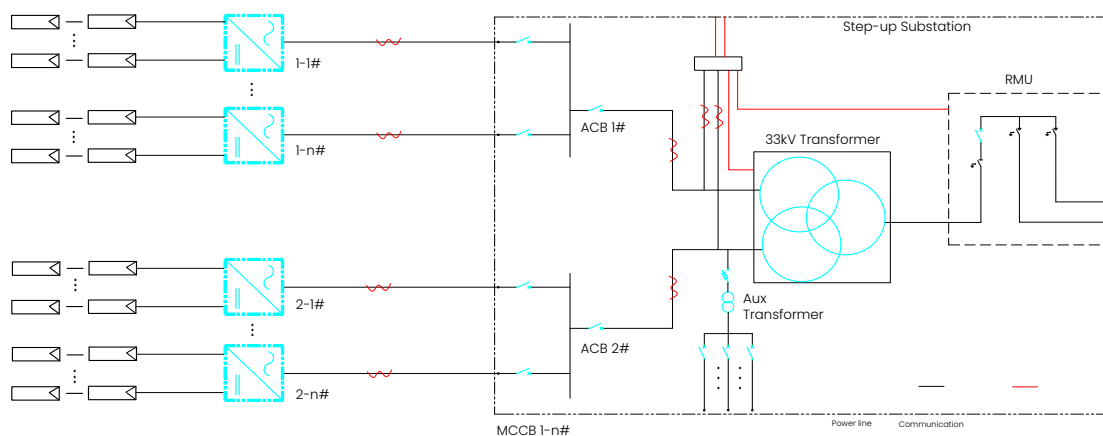 Step-up Substation
1-1#
RMU
ACB 1#
33kV Transformer
1-n#
2-1#
Aux
Transformer
ACB 2#
2-n#
Power line
Communication
MCCB 1-n#